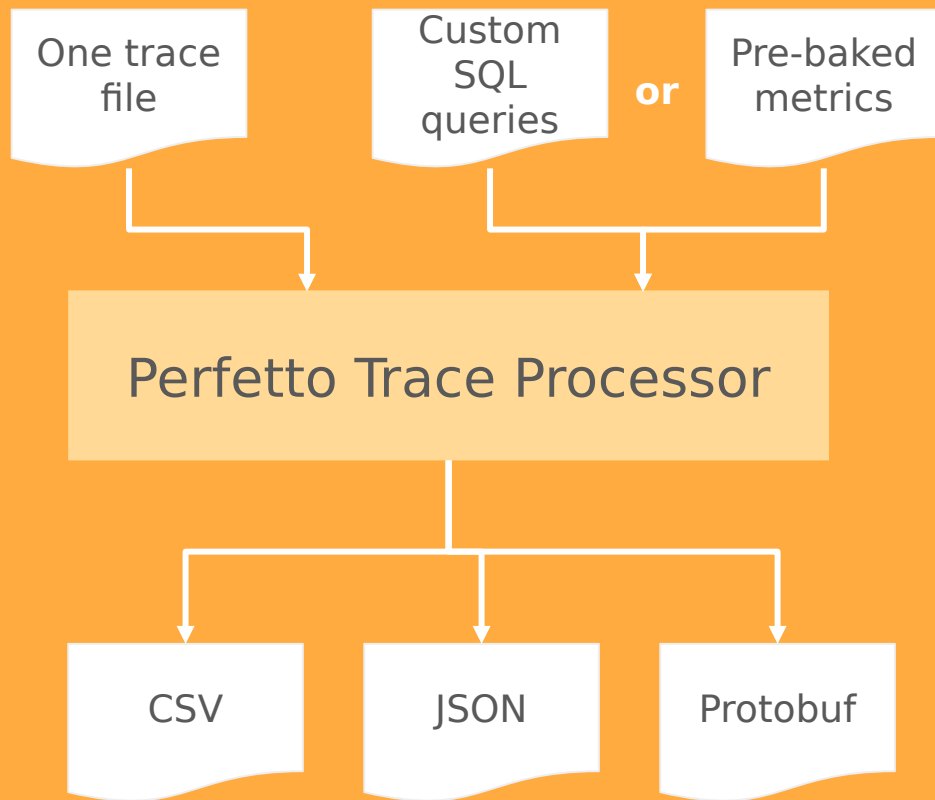 One trace
file
Custom
SQL
queries
or
Pre-baked
metrics
Perfetto Trace Processor
CSV
JSON
Protobuf